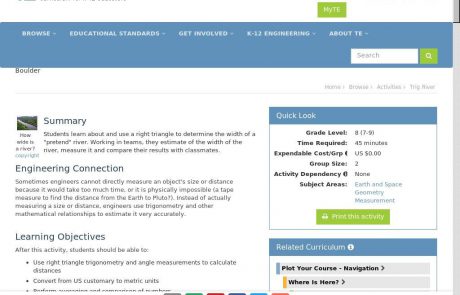 MyTE
BROWSE EDUCATIONAL STANDARDS GET INVOLVED K-12 ENGINEERING ABOUT TE
Search
Boulder
Home › Browse › Activities › Trig River
How wide is a river?
copyright
Summary
Students learn about and use a right triangle to determine the width of a
"pretend" river. Working in teams, they estimate of the width of the
river, measure it and compare their results with classmates.
Engineering Connection
Sometimes engineers cannot directly measure an object's size or distance
because it would take too much time, or it is physically impossible (a tape
measure to find the distance from the Earth to Pluto?). Instead of actually
measuring a size or distance, engineers use trigonometry and other
mathematical relationships to estimate it very accurately.
Learning Objectives
After this activity, students should be able to:
• Use right triangle trigonometry and angle measurements to calculate
distances
• Convert from US customary to metric units
Quick Look
Grade Level: 8 (7-9)
Time Required: 45 minutes
Expendable Cost/Grp: US $0.00
Group Size: 2
Activity Dependency: None
Subject Areas: Earth and Space
Geometry
Measurement
Print this activity
Related Curriculum
Plot Your Course - Navigation
Where Is Here?